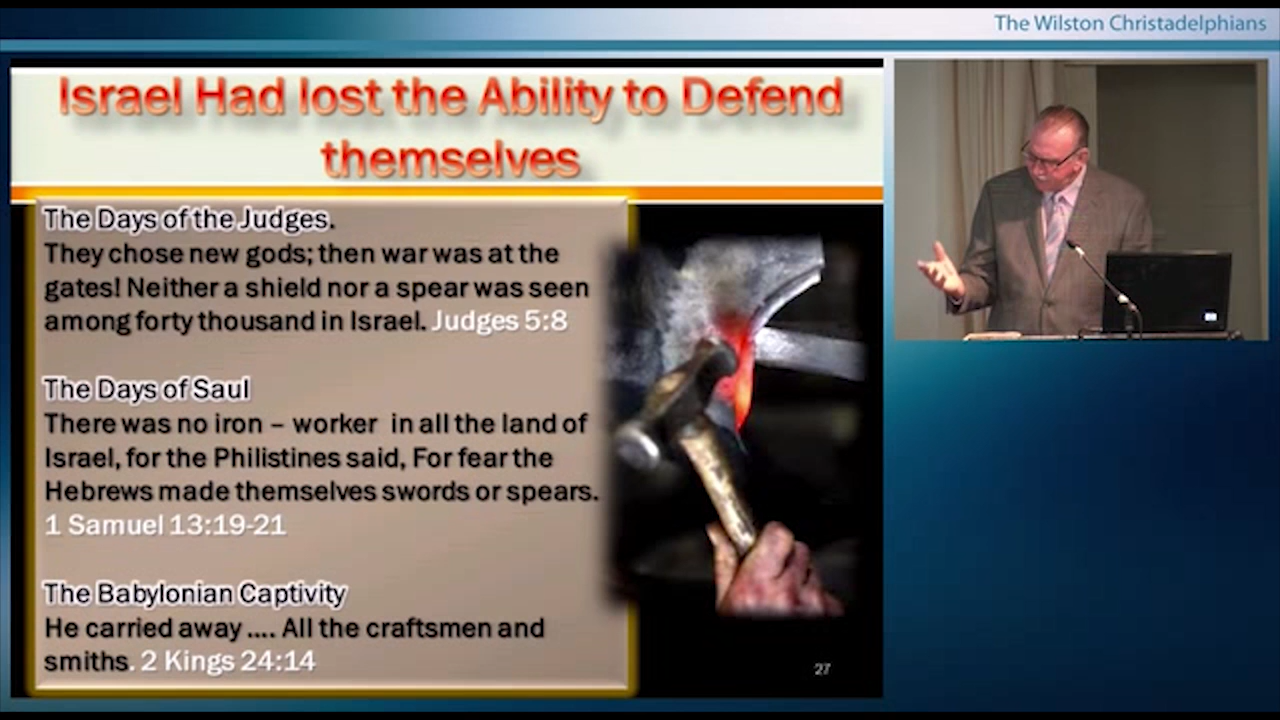 The Wilston Christadelphians
Israel Had lost the Ability to Defend
themselves
The Days of the Judges.
They chose new gods; then war was at the
gates! Neither a shield nor a spear was seen
among forty thousand in Israel. Judges 5:8
The Days of Saul
There was no iron – worker in all the land of
Israel, for the Philistines said, For fear the
Hebrews made themselves swords or spears.
1 Samuel 13:19-21
The Babylonian Captivity
He carried away .... All the craftsmen and
smiths. 2 Kings 24:14
27